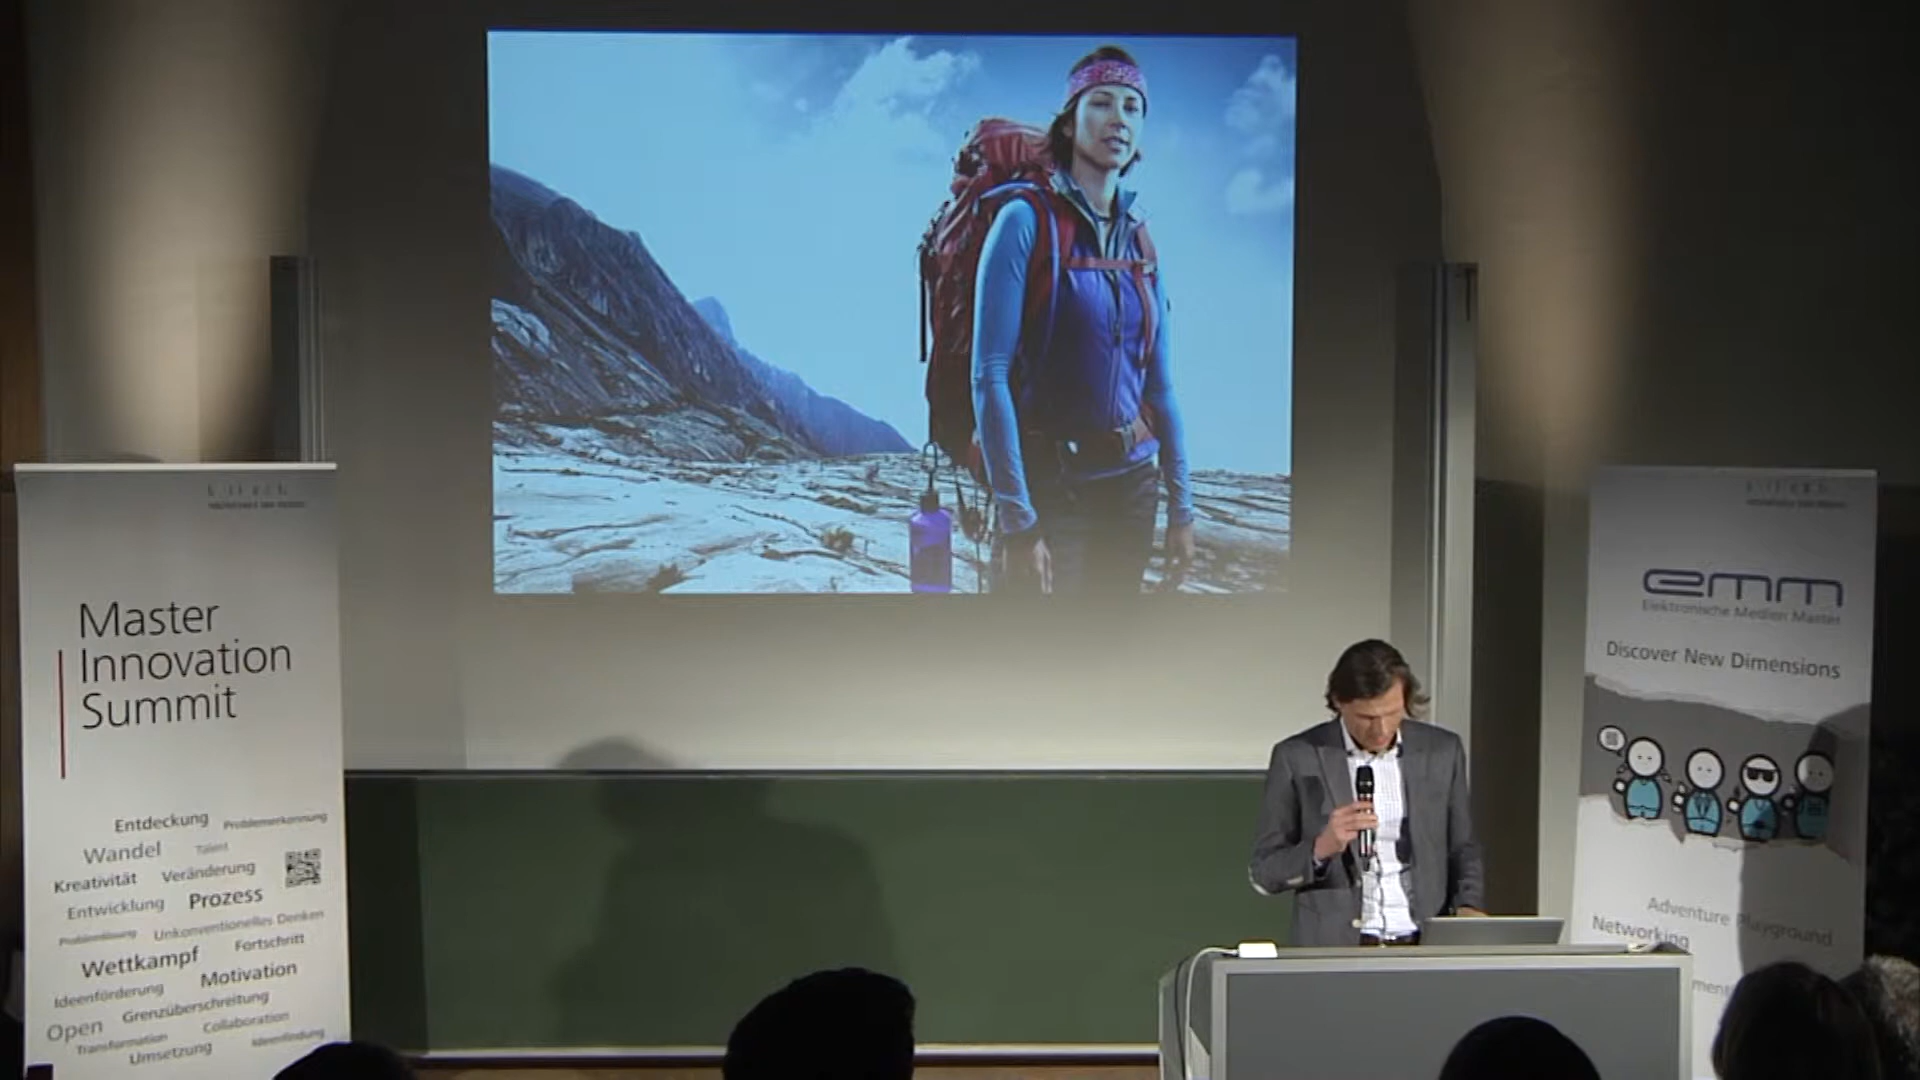 Master
Innovation
Summit
Entdeckung
Problemerkennung
Wandel
Talent
Kreativität
Veränderung
Entwicklung
Prozess
Problemlösung
Unkonventionelles Denken
Wettkampf
Fortschritt
Ideenförderung
Motivation
Open
Grenzüberschreitung
Transformation
Collaboration
Umsetzung
Ideenfindung
emm
Elektronische Medien Master
Discover New Dimensions
Adventure Playground
Networking